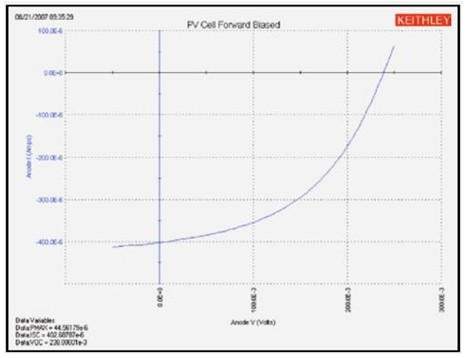 08/21/2007 09:35:29
PV Cell Forward Biased
KEITHLEY
100.0E-6
0.0E+0
-100.0E-6
-200.0E-6
-300.0E-6
-400.0E-6
Anode I (Amps)
0.0E+0
100.0E-3
200.0E-3
300.0E-3
Anode V (Volts)
Data Variables
Data:PMAX = 44.56179e-6
Data:ISC = 402.68787e-6
Data:VOC = 238.00001e-3